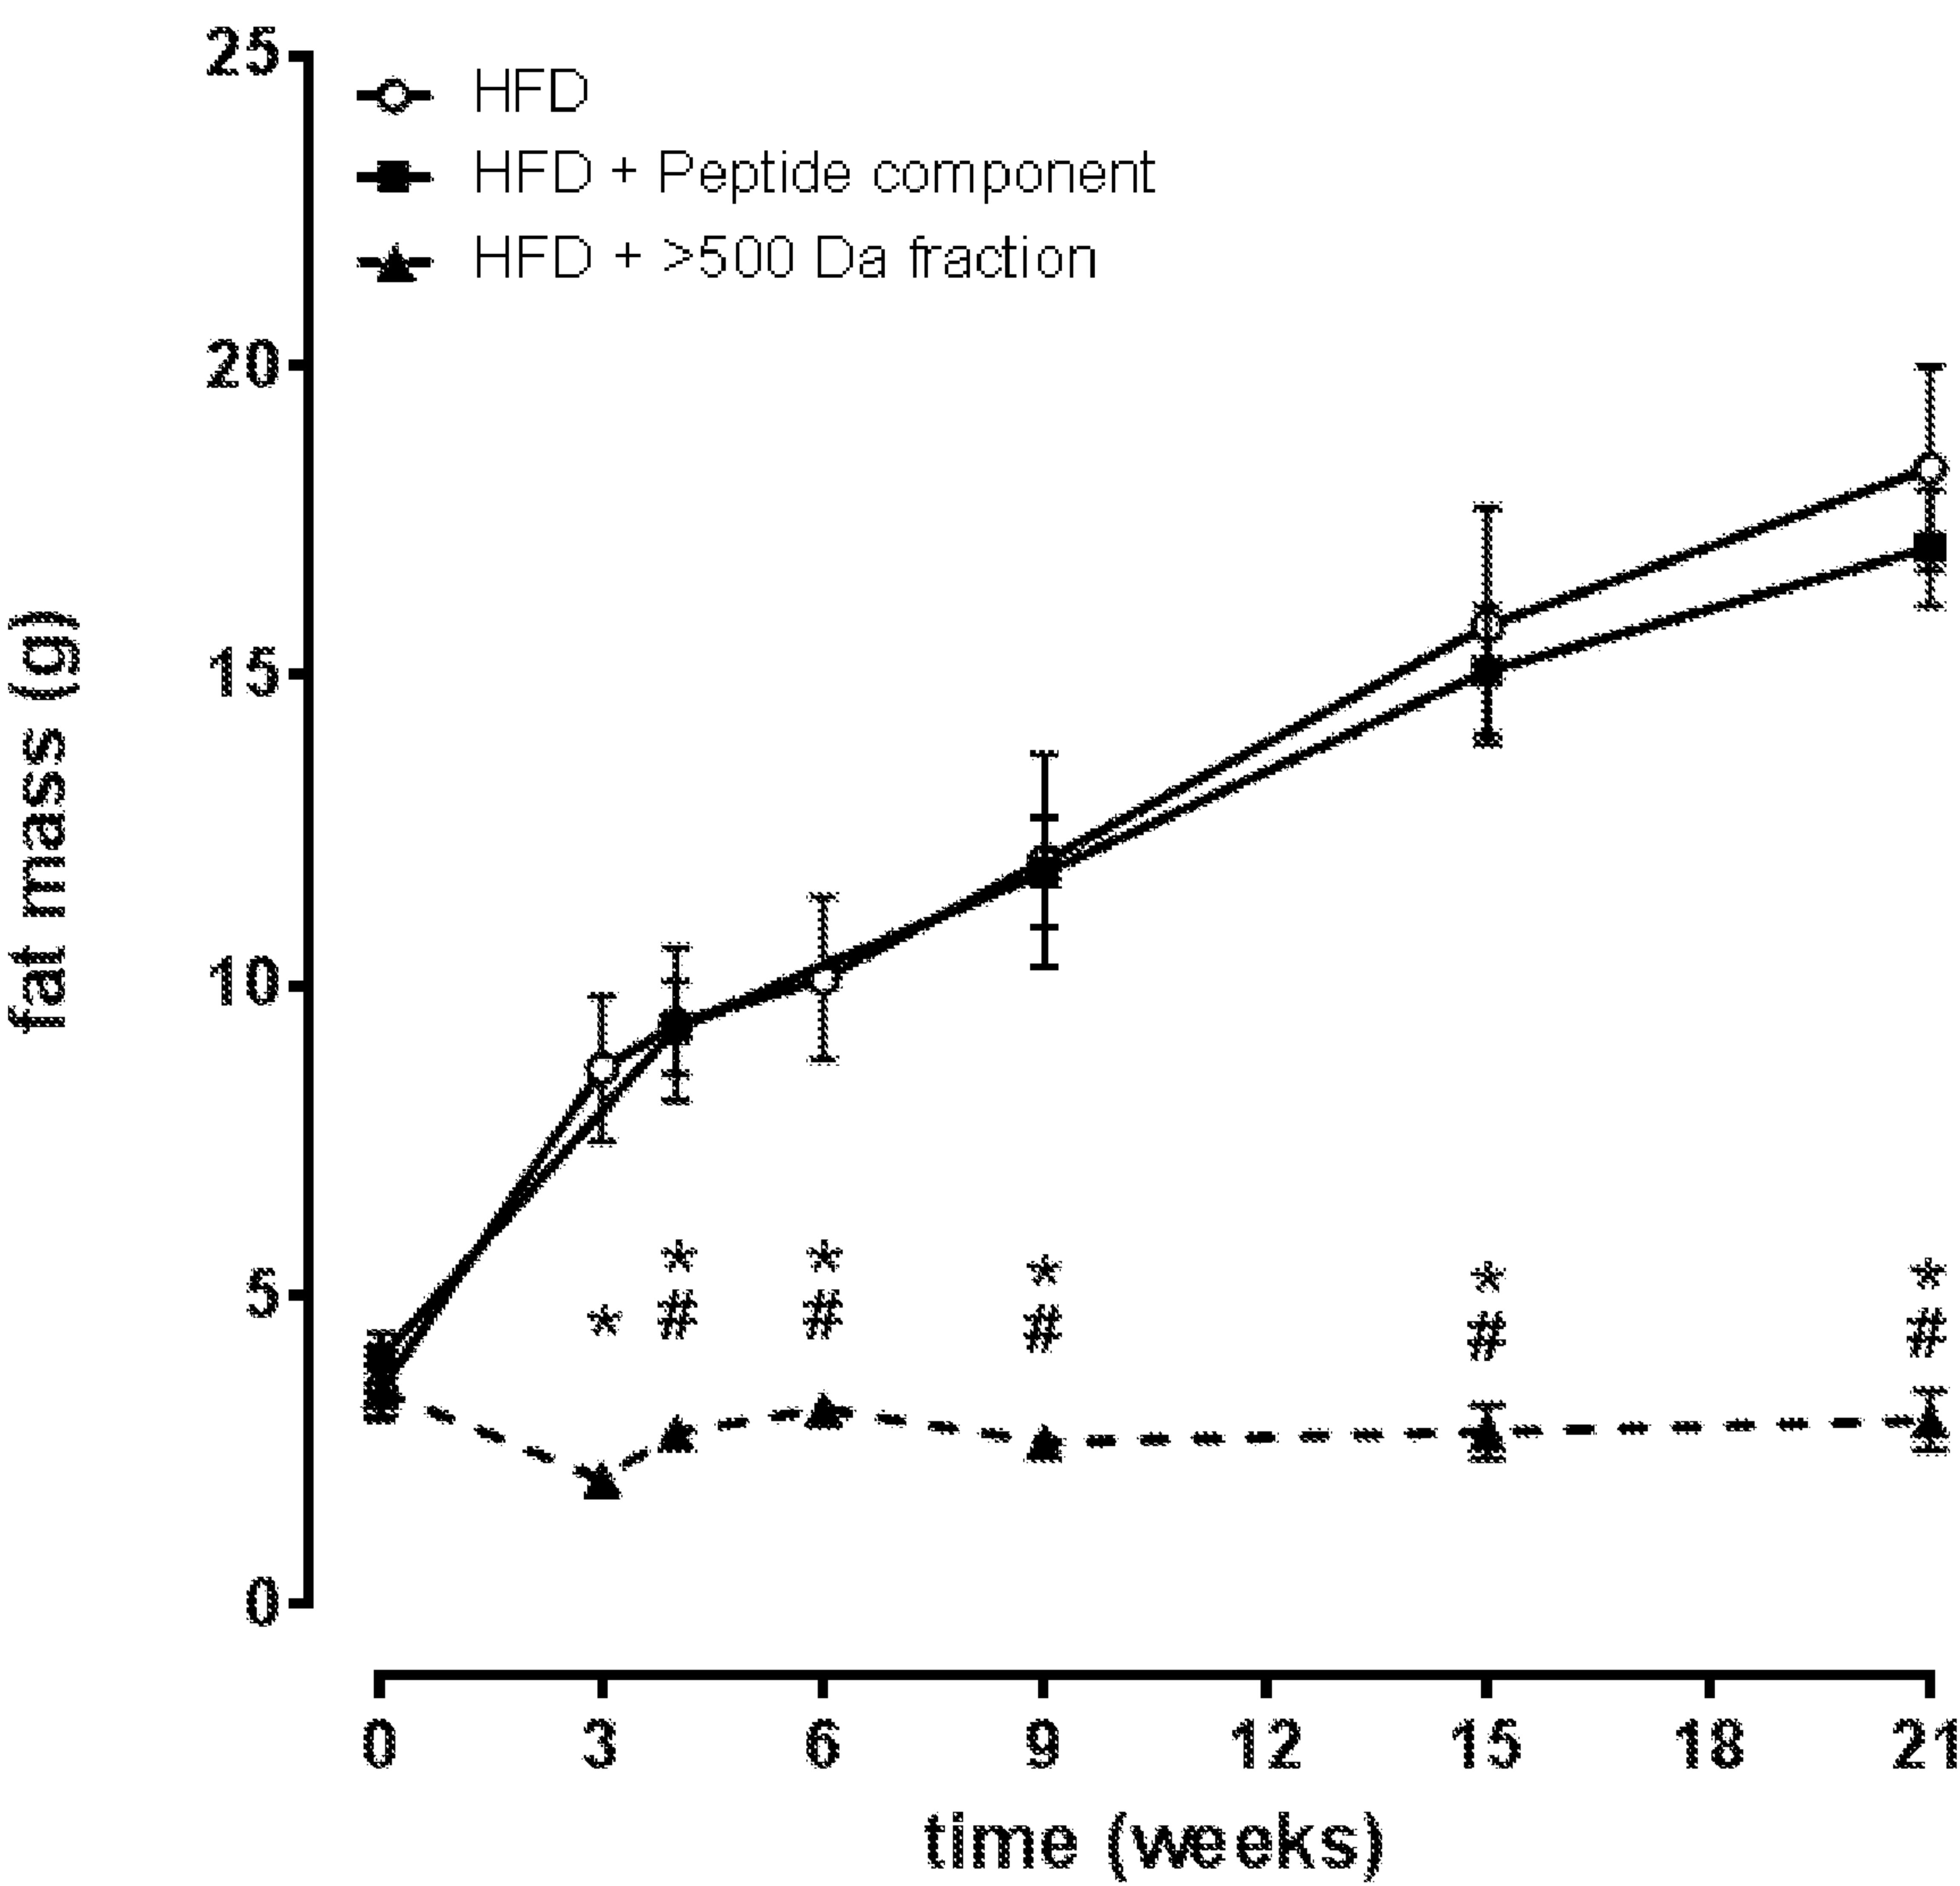 25
HFD
HFD + Peptide component
HFD + >500 Da fraction
20
15
10
5
0
fat mass (g)
* * * * *
* # # # # #
0 3 6 9 12 15 18 21
time (weeks)